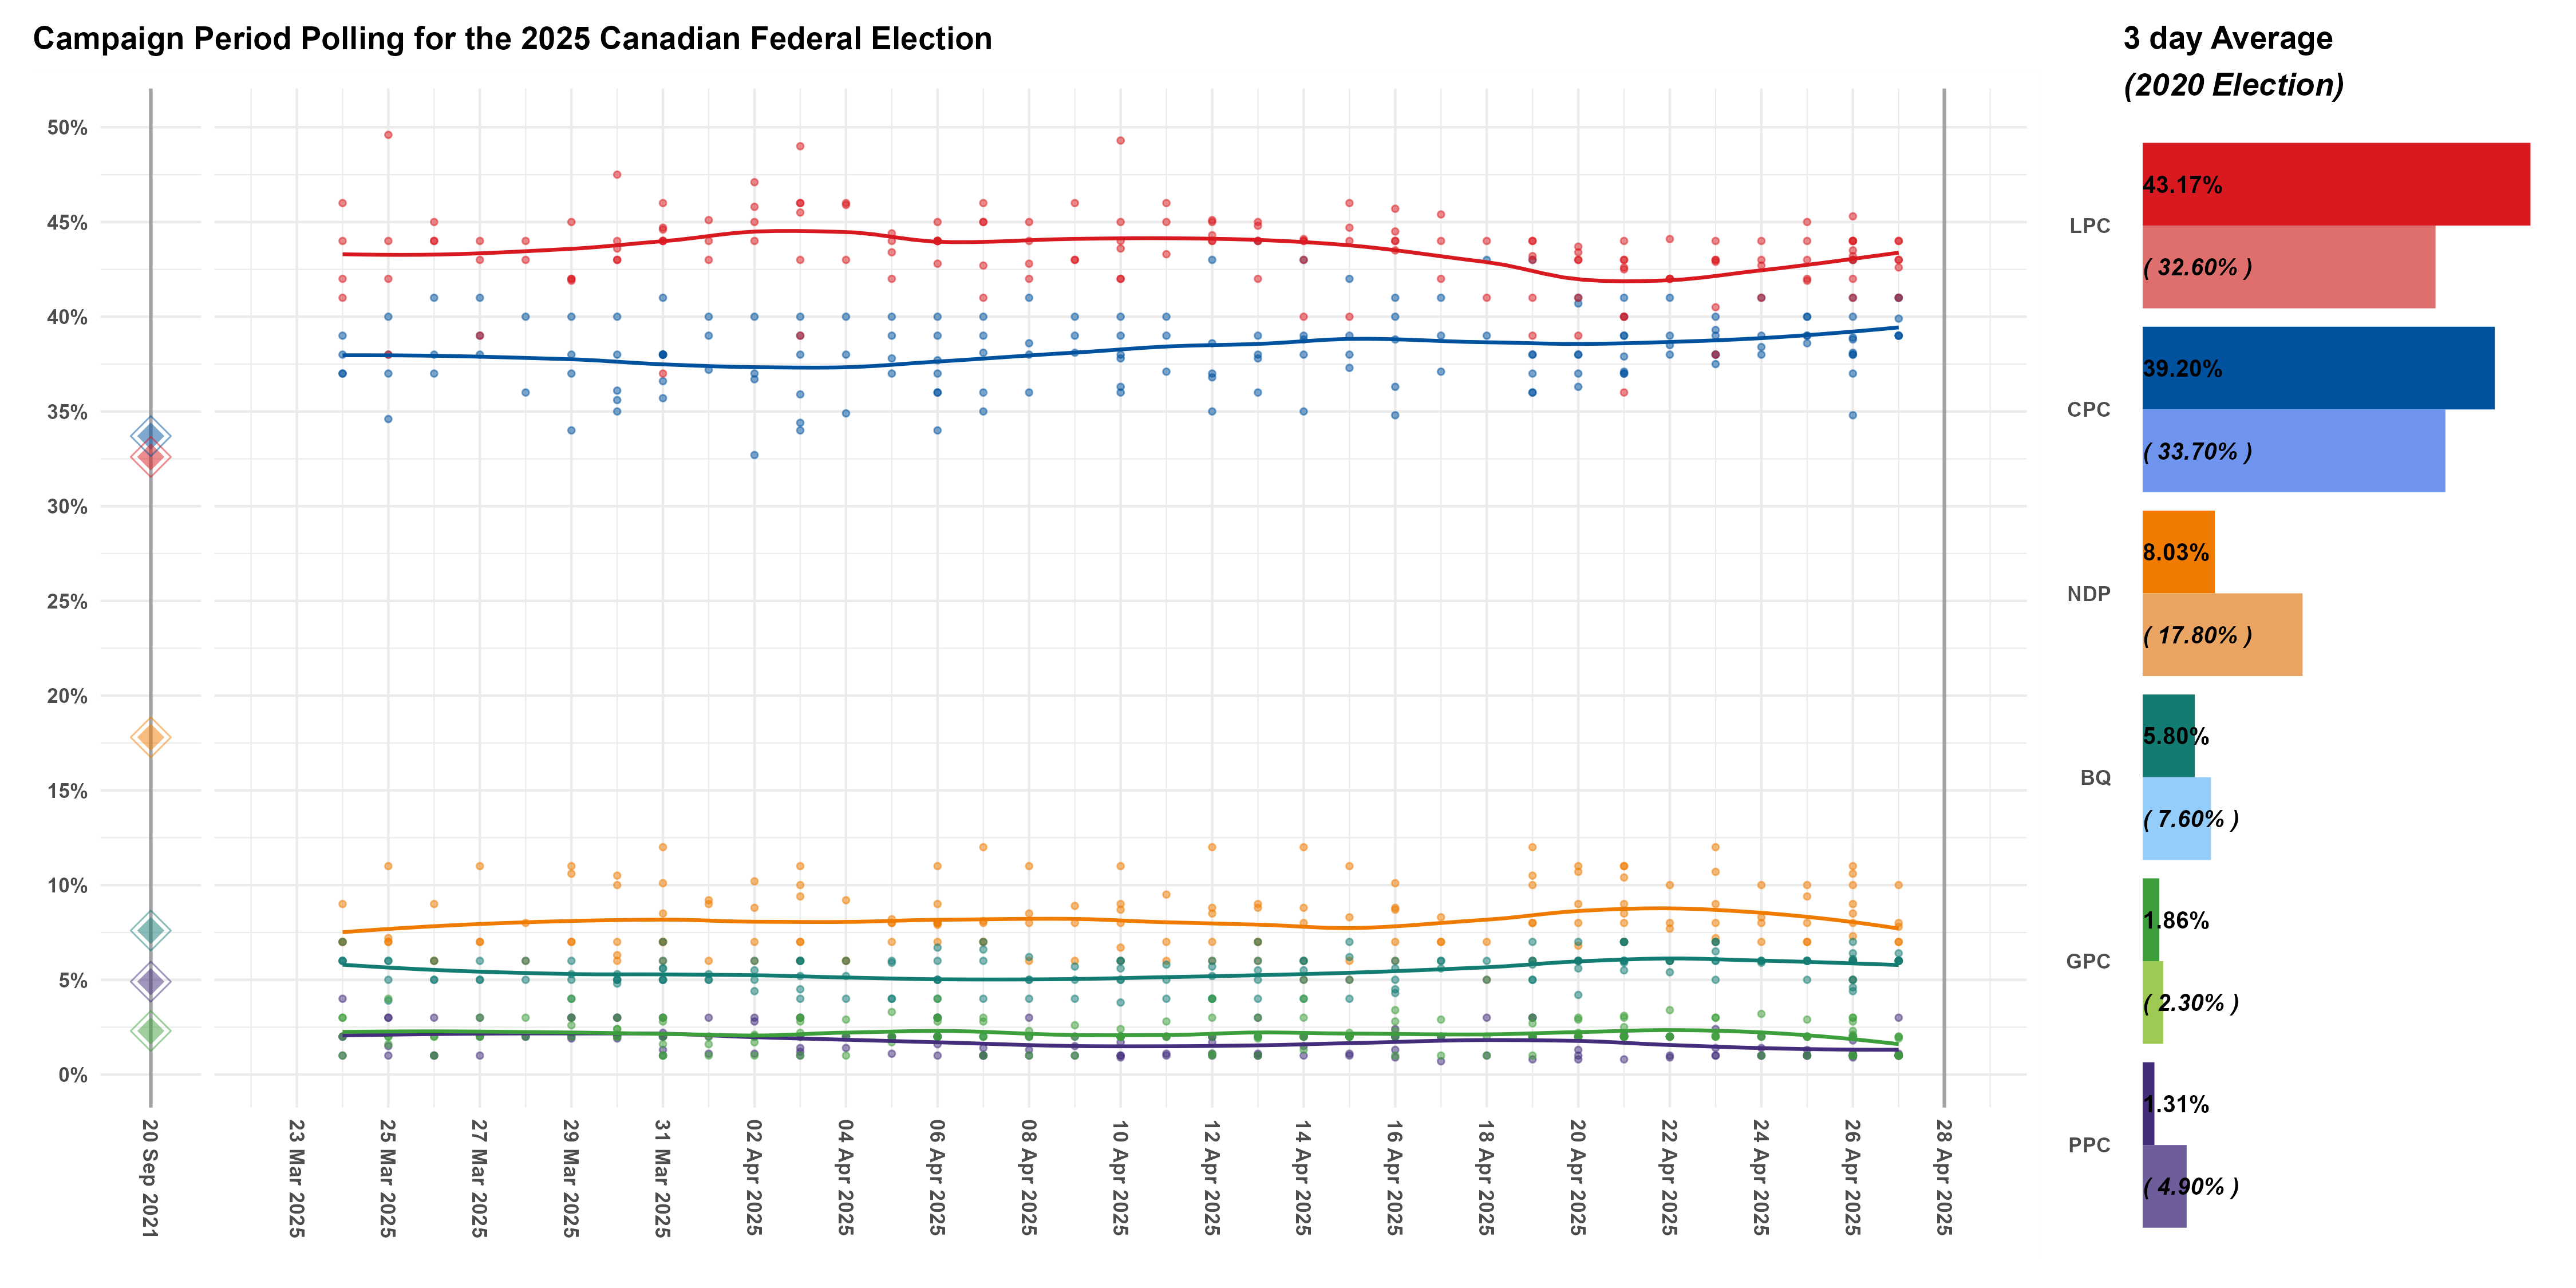 Campaign Period Polling for the 2025 Canadian Federal Election
50%
45%
40%
35%
30%
25%
20%
15%
10%
5%
0%
20 Sep 2021
23 Mar 2025
25 Mar 2025
27 Mar 2025
29 Mar 2025
31 Mar 2025
02 Apr 2025
04 Apr 2025
06 Apr 2025
08 Apr 2025
10 Apr 2025
12 Apr 2025
14 Apr 2025
16 Apr 2025
18 Apr 2025
20 Apr 2025
22 Apr 2025
24 Apr 2025
26 Apr 2025
28 Apr 2025
3 day Average
(2020 Election)
LPC
43.17%
( 32.60% )
CPC
39.20%
( 33.70% )
NDP
8.03%
( 17.80% )
BQ
5.80%
( 7.60% )
GPC
1.86%
( 2.30% )
PPC
1.31%
( 4.90% )